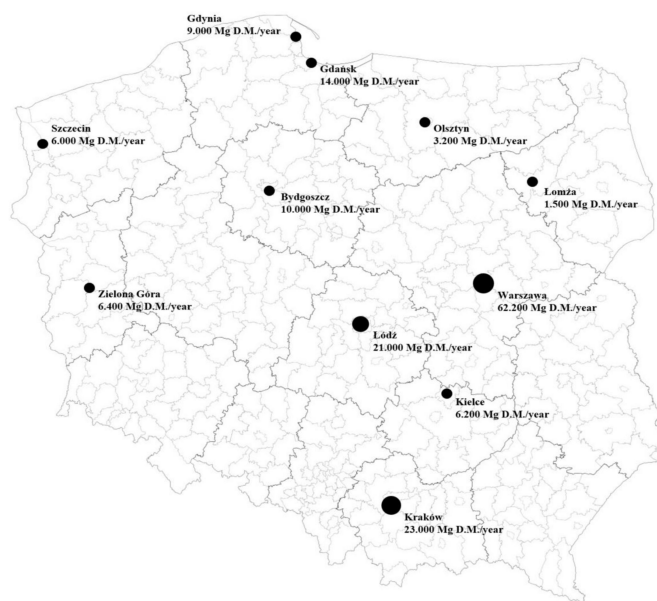 Gdynia
9.000 Mg D.M./year
Gdańsk
14.000 Mg D.M./year
Szczecin
6.000 Mg D.M./year
Olsztyn
3.200 Mg D.M./year
Bydgoszcz
10.000 Mg D.M./year
Łomża
1.500 Mg D.M./year
Zielona Góra
6.400 Mg D.M./year
Warszawa
62.200 Mg D.M./year
Łódź
21.000 Mg D.M./year
Kielce
6.200 Mg D.M./year
Kraków
23.000 Mg D.M./year